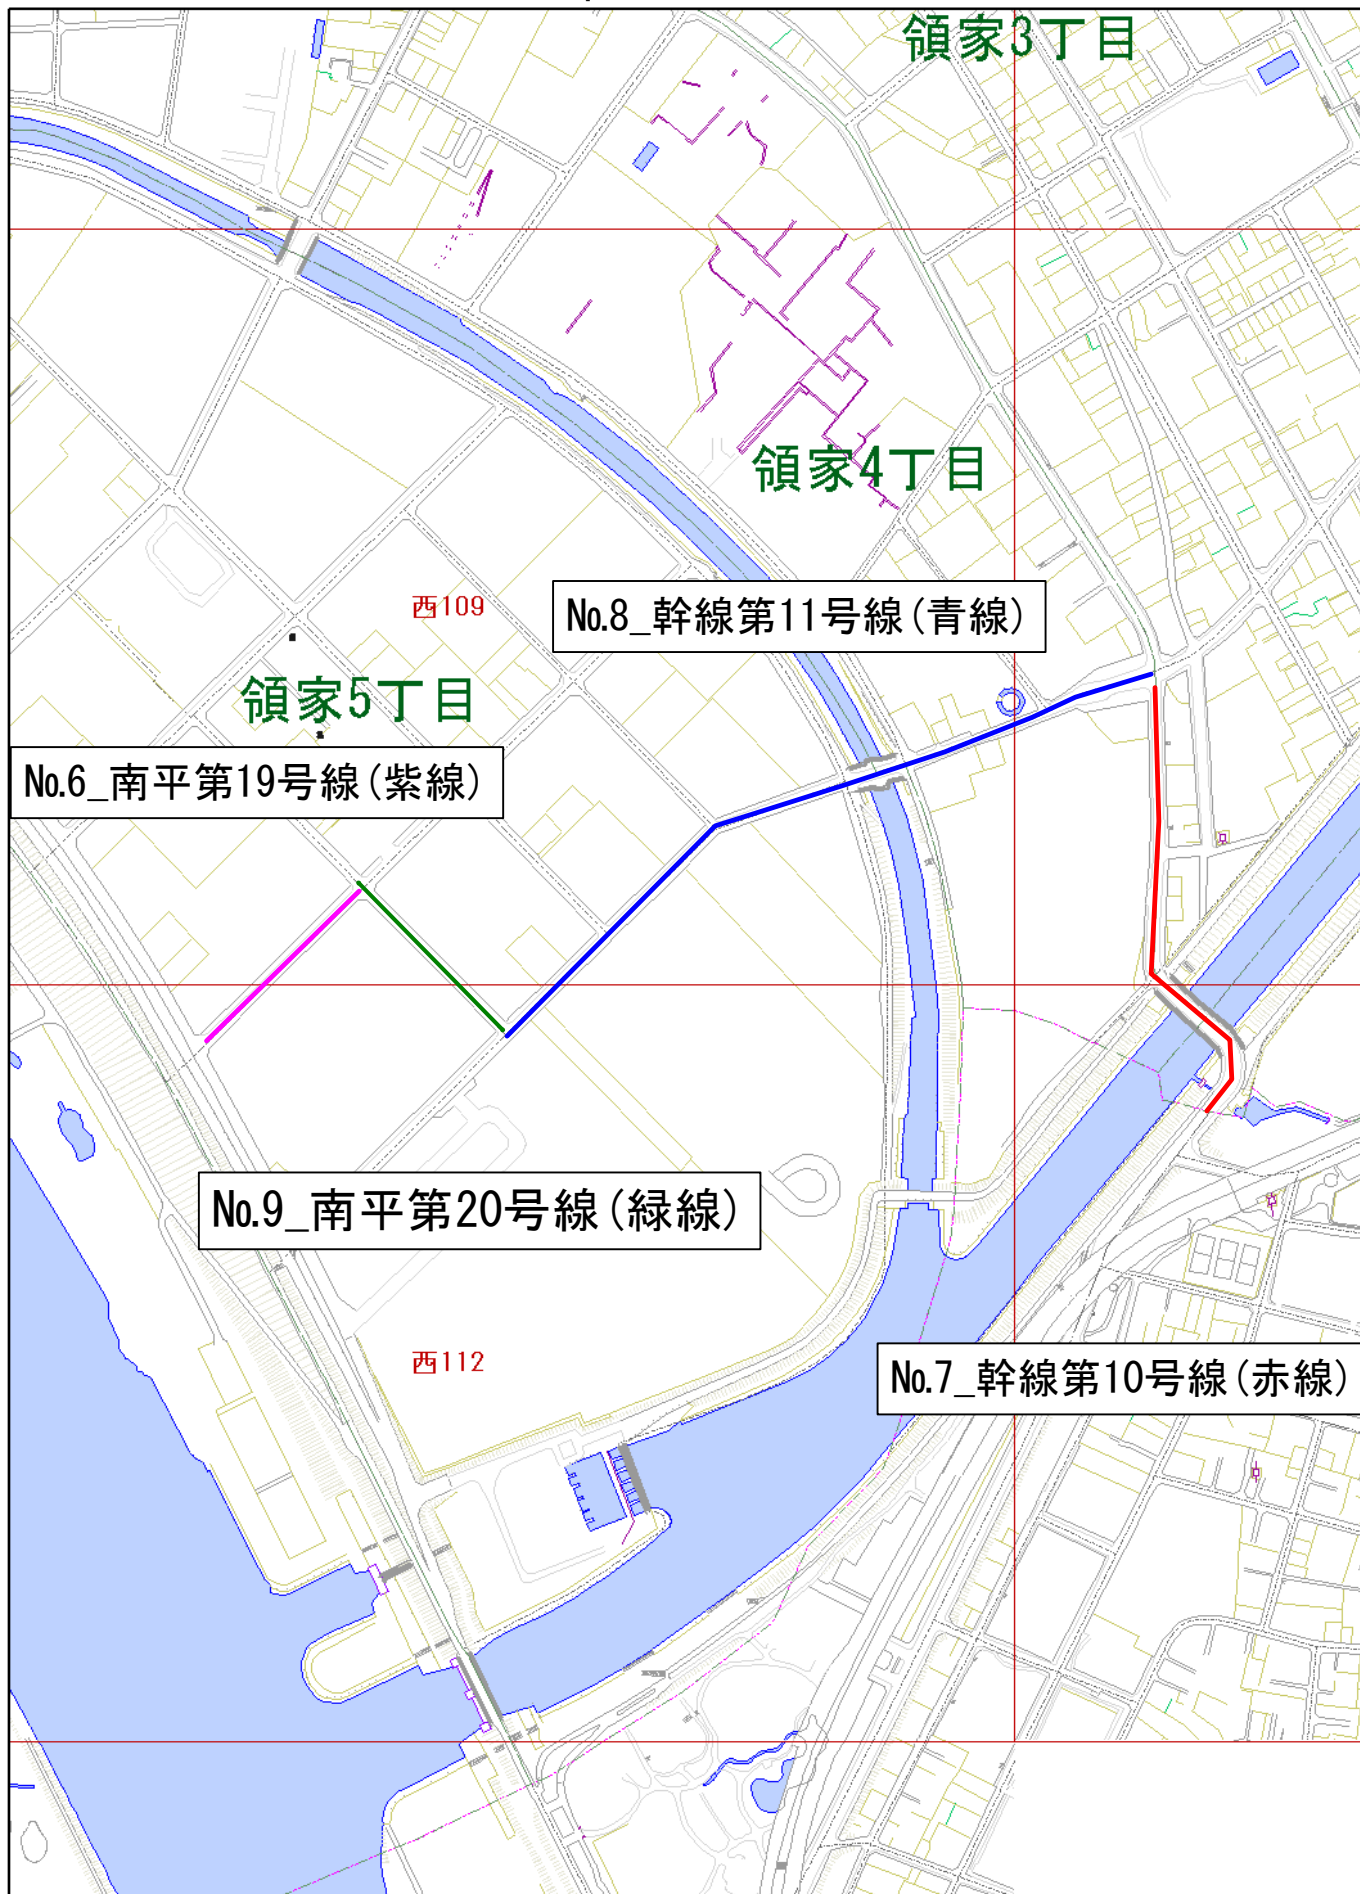 領家3丁目
領家4丁目
西109
No.8_幹線第11号線(青線)
領家5丁目
No.6_南平第19号線(紫線)
No.9_南平第20号線(緑線)
西112
No.7_幹線第10号線(赤線)